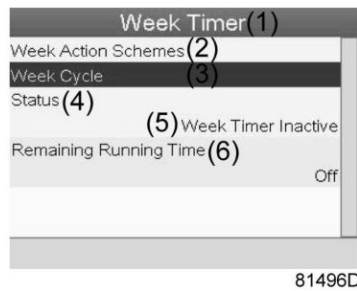 Week Timer(1)
Week Action Schemes(2)
Week Cycle (3)
Status(4)
(5) Week Timer Inactive
Remaining Running Time(6)
Off
81496D